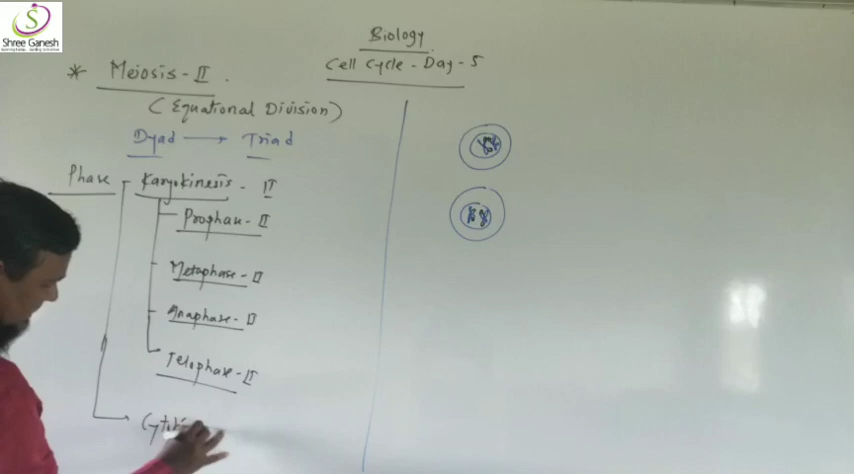 Shree Ganesh
Biology
Cell Cycle - Day - 5
* Meiosis - II .
( Equational Division )
Dyad → Triad
Phase
Karyokinesis - II
Prophase - II
Metaphase - II
Anaphase - II
Telophase - II